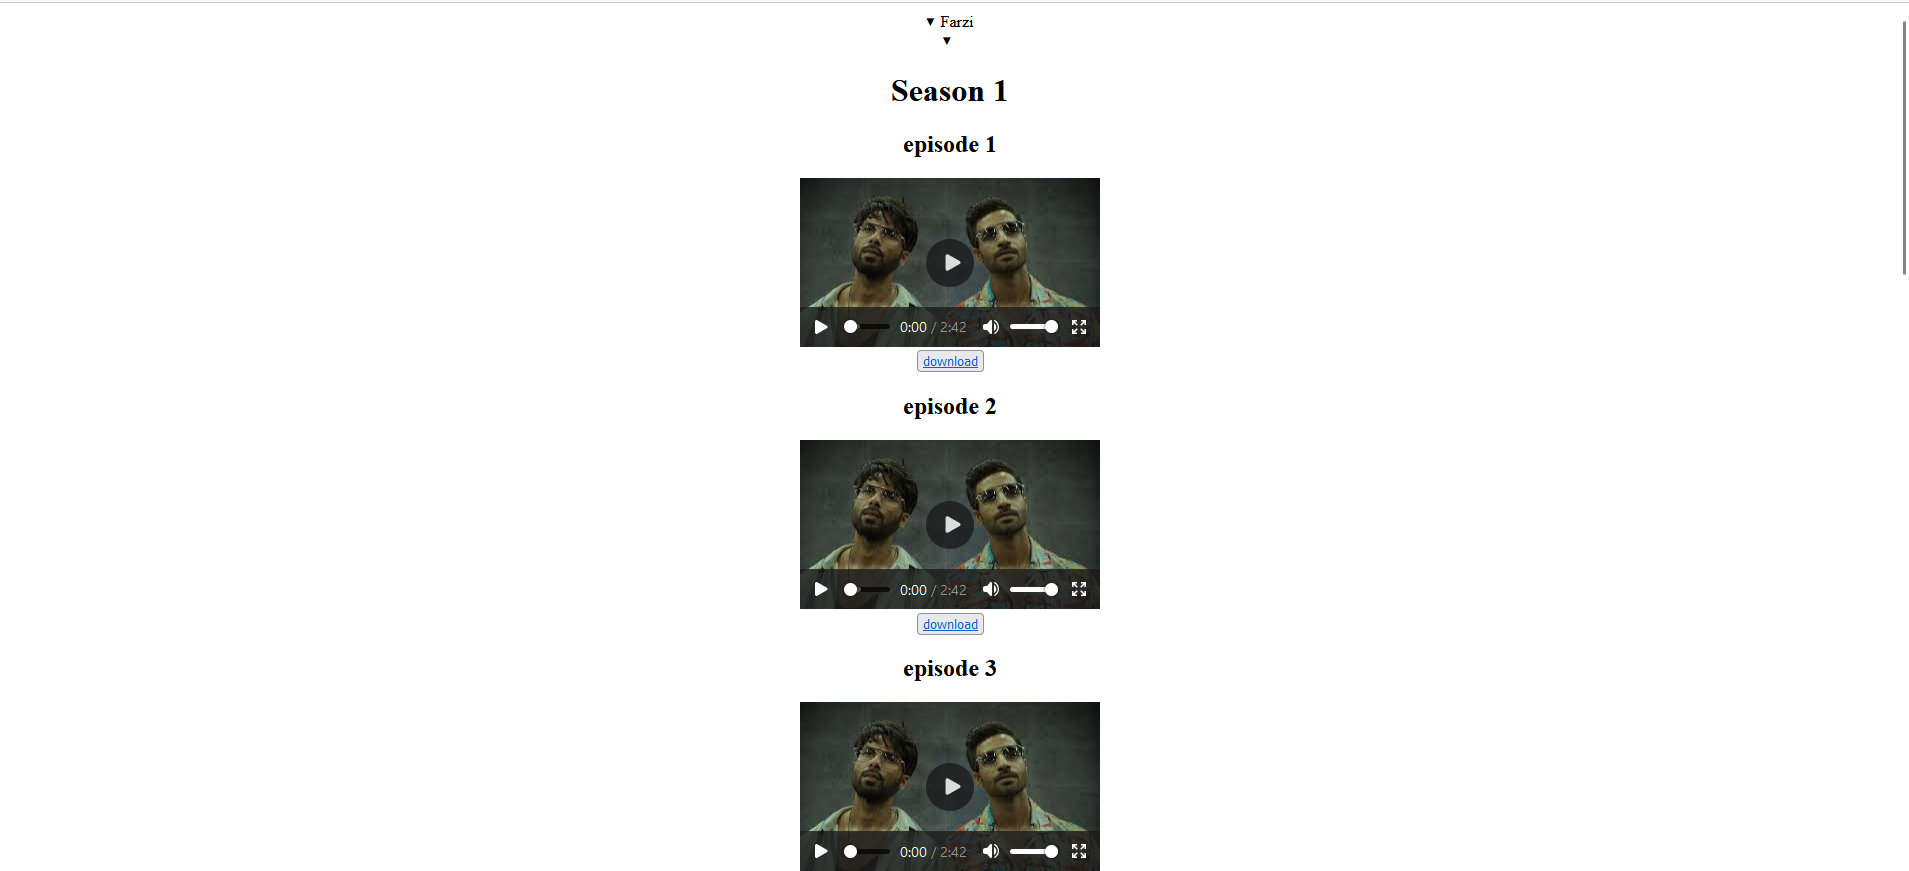 ▼ Farzi
▼
Season 1
episode 1
0:00 / 2:42
download
episode 2
0:00 / 2:42
download
episode 3
0:00 / 2:42